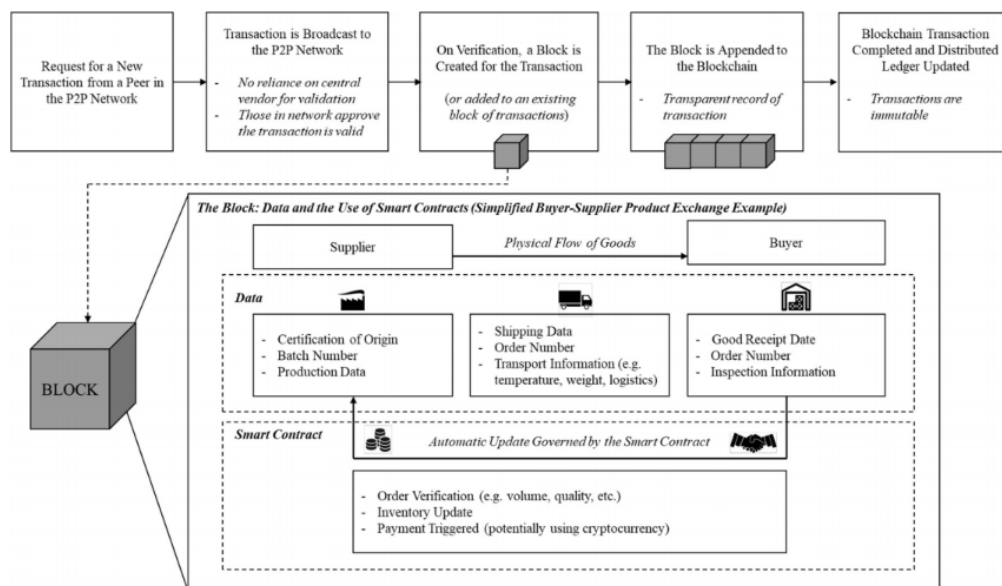 Request for a New
Transaction from a Peer in
the P2P Network
Transaction is Broadcast to
the P2P Network
- No reliance on central
vendor for validation
- Those in network approve
the transaction is valid
On Verification, a Block is
Created for the Transaction
(or added to an existing
block of transactions)
The Block is Appended to
the Blockchain
- Transparent record of
transaction
Blockchain Transaction
Completed and Distributed
Ledger Updated
- Transactions are
immutable
The Block: Data and the Use of Smart Contracts (Simplified Buyer-Supplier Product Exchange Example)
Supplier
Physical Flow of Goods
Buyer
BLOCK
Data
- Certification of Origin
- Batch Number
- Production Data
- Shipping Data
- Order Number
- Transport Information (e.g.
temperature, weight, logistics)
- Good Receipt Date
- Order Number
- Inspection Information
Smart Contract
Automatic Update Governed by the Smart Contract
- Order Verification (e.g. volume, quality, etc.)
- Inventory Update
- Payment Triggered (potentially using cryptocurrency)